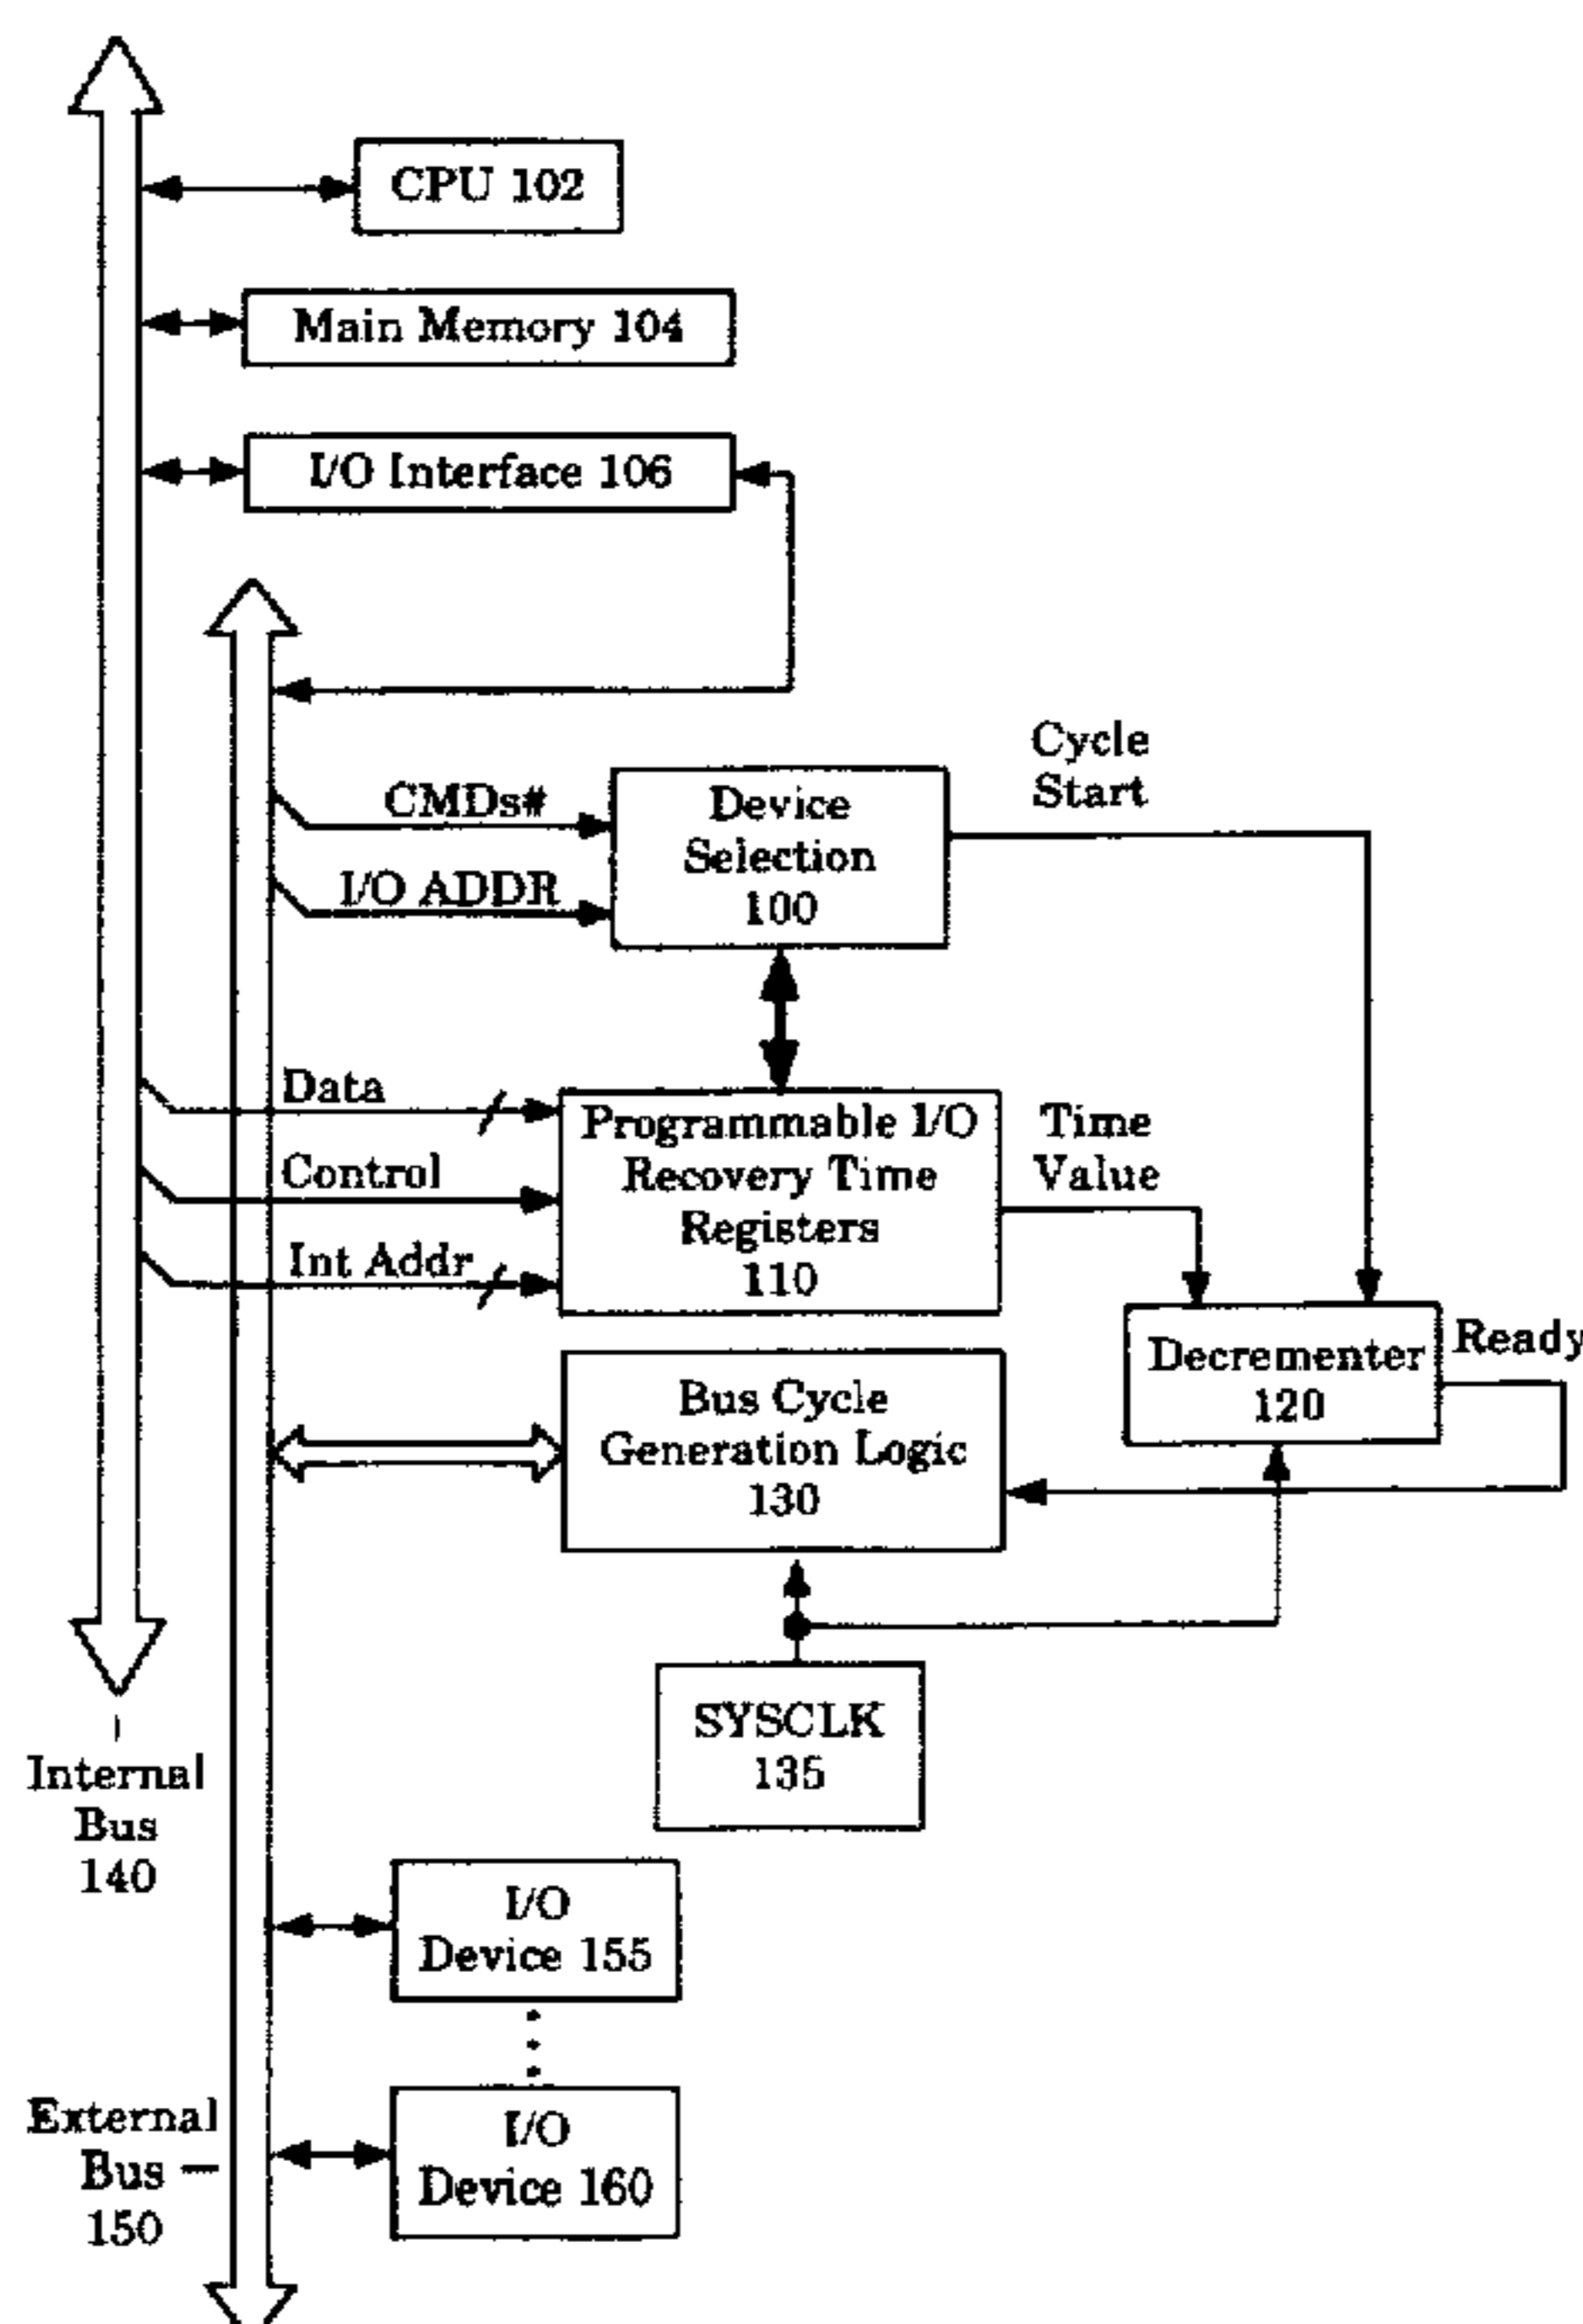 CPU 102
Main Memory 104
I/O Interface 106
Cycle
Start
CMDs#
Device
Selection
100
I/O ADDR
Data
Control
Int Addr
Programmable I/O
Recovery Time
Registers
110
Time
Value
Decrementer
120
Ready
Bus Cycle
Generation Logic
130
SYSCLK
135
Internal
Bus
140
I/O
Device 155
External
Bus
150
I/O
Device 160